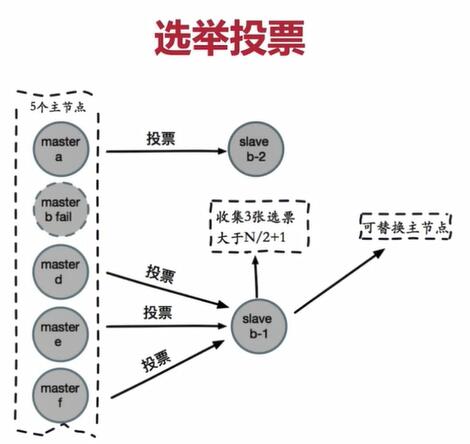 选举投票
5个主节点
master
a
投票
slave
b-2
master
b fail
收集3张选票
大于N/2+1
可替换主节点
master
d
投票
master
e
投票
slave
b-1
master
f
投票